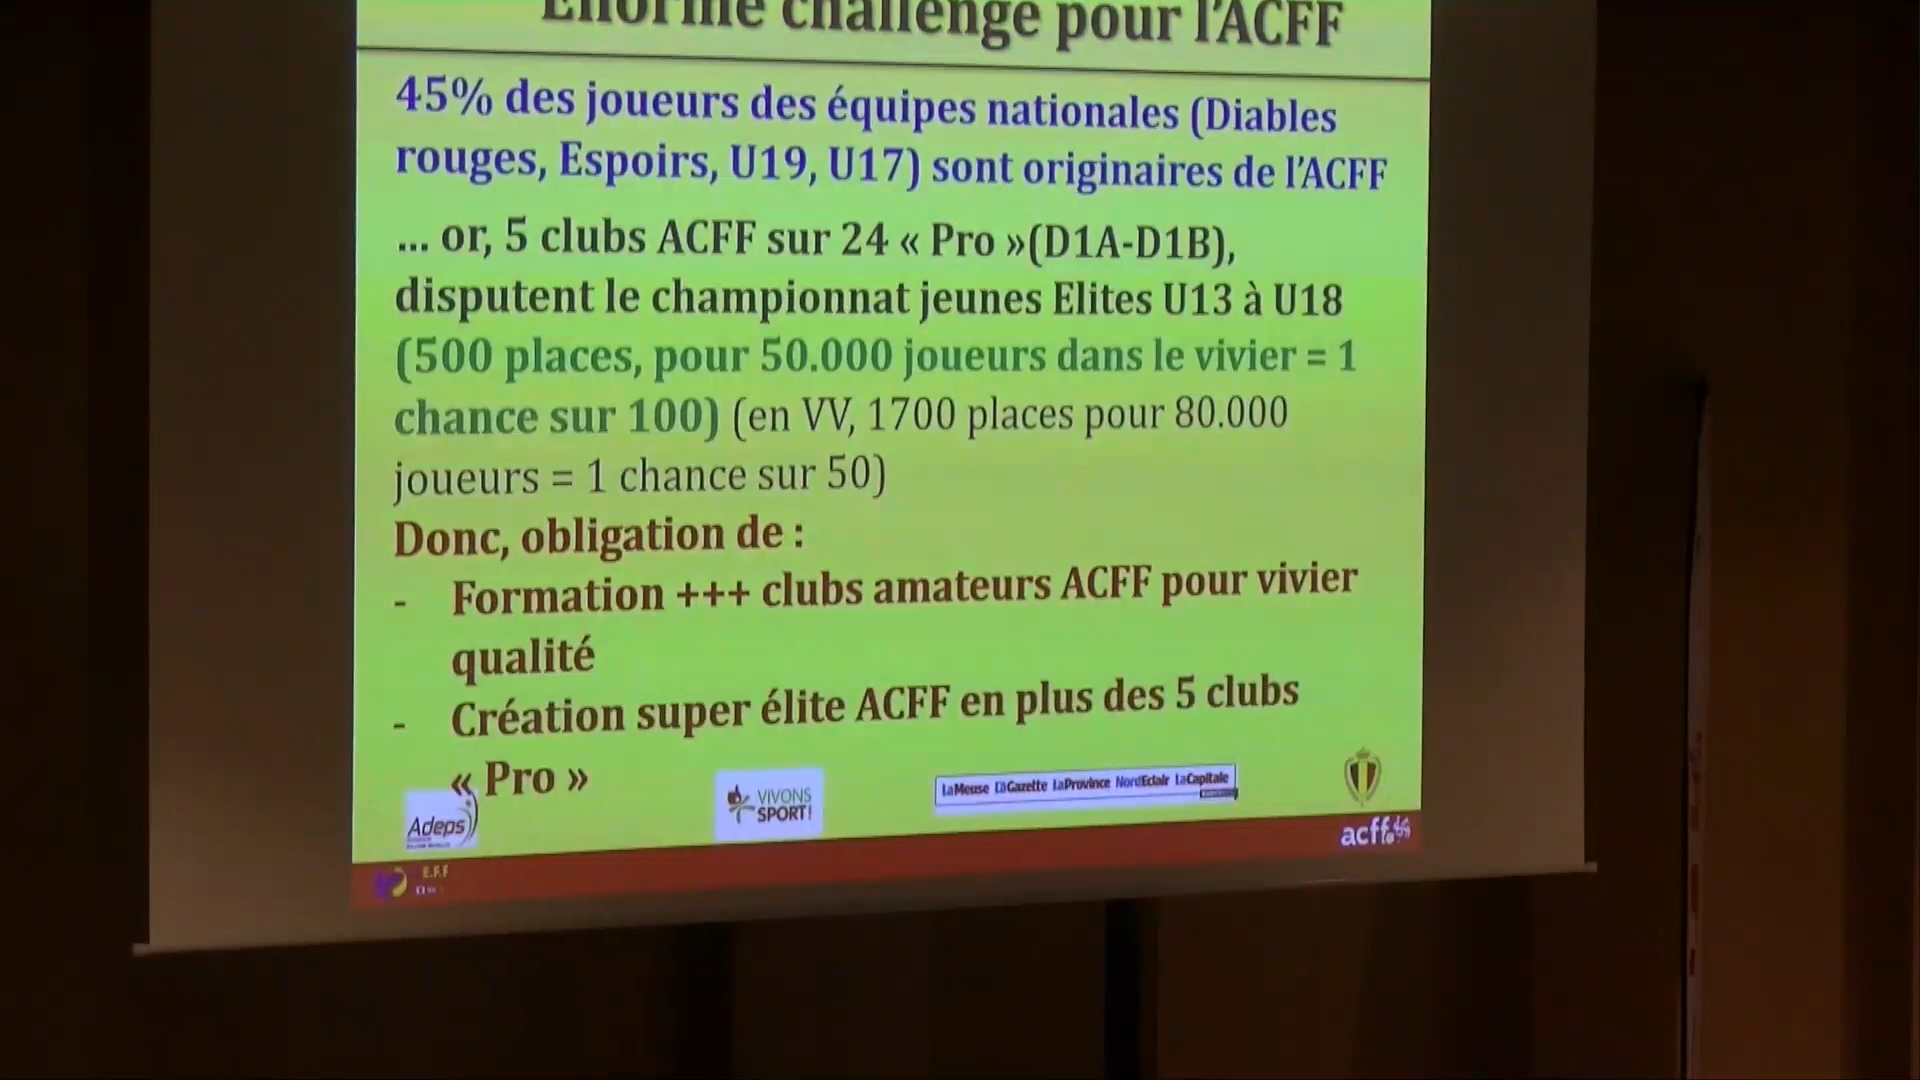 Enorme challenge pour l'ACFF
45% des joueurs des équipes nationales (Diables
rouges, Espoirs, U19, U17) sont originaires de l'ACFF
... or, 5 clubs ACFF sur 24 « Pro »(D1A-D1B),
disputent le championnat jeunes Elites U13 à U18
(500 places, pour 50.000 joueurs dans le vivier = 1
chance sur 100) (en VV, 1700 places pour 80.000
joueurs = 1 chance sur 50)
Donc, obligation de :
- Formation +++ clubs amateurs ACFF pour vivier
qualité
- Création super élite ACFF en plus des 5 clubs
« Pro »
Adeps
VIVONS
SPORT!
LaMeuse LaGazette LaProvince NordEclair LaCapitale
acff
E.F.F